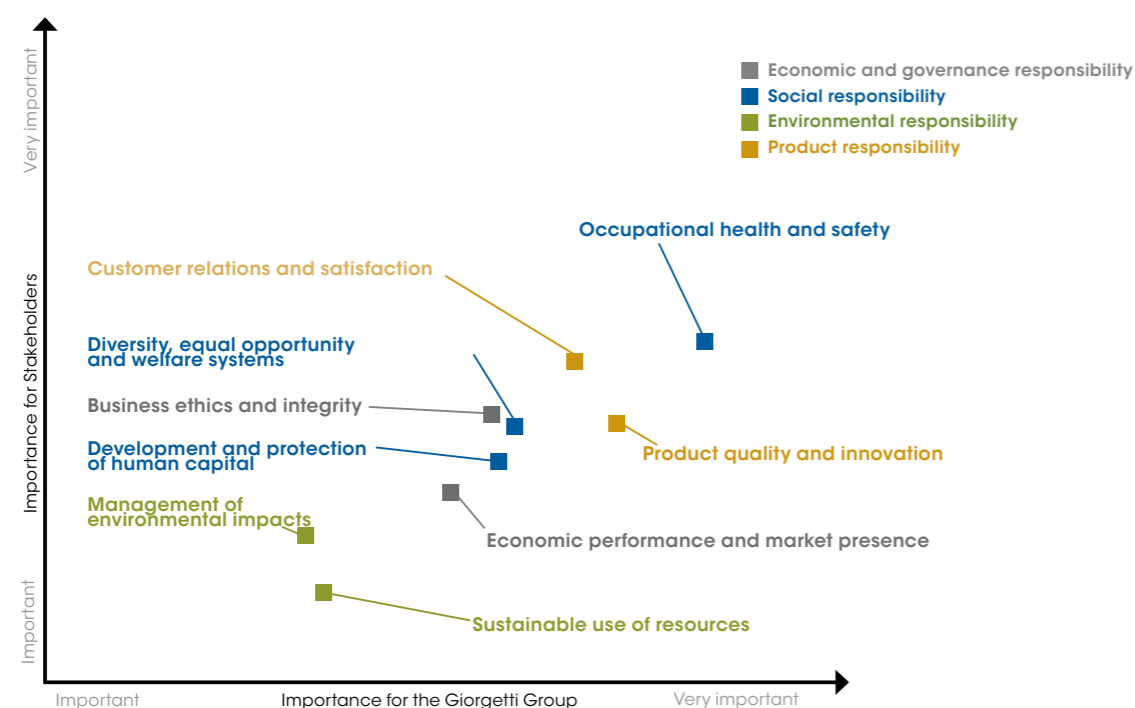 Very important
Importance for Stakeholders
Important
Economic and governance responsibility
Social responsibility
Environmental responsibility
Product responsibility
Occupational health and safety
Customer relations and satisfaction
Diversity, equal opportunity
and welfare systems
Business ethics and integrity
Development and protection
of human capital
Product quality and innovation
Management of
environmental impacts
Economic performance and market presence
Sustainable use of resources
Important
Importance for the Giorgetti Group
Very important